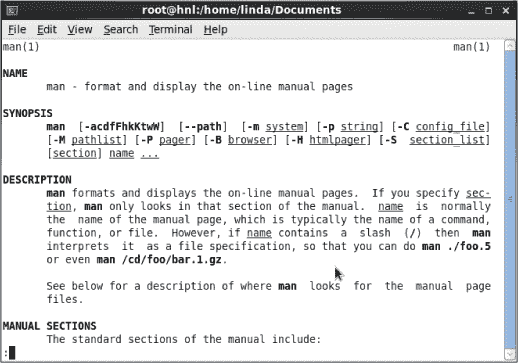 root@hnl:/home/linda/Documents
File Edit View Search Terminal Help
man(1) man(1)
NAME
man - format and display the on-line manual pages
SYNOPSIS
man [-acdfFhkKtwW] [--path] [-m system] [-p string] [-C config_file]
[-M pathlist] [-P pager] [-B browser] [-H htmlpager] [-S section_list]
[section] name ...
DESCRIPTION
man formats and displays the on-line manual pages. If you specify sec-
tion, man only looks in that section of the manual. name is normally
the name of the manual page, which is typically the name of a command,
function, or file. However, if name contains a slash (/) then man
interprets it as a file specification, so that you can do man ./foo.5
or even man /cd/foo/bar.1.gz.
See below for a description of where man looks for the manual page
files.
MANUAL SECTIONS
The standard sections of the manual include:
: